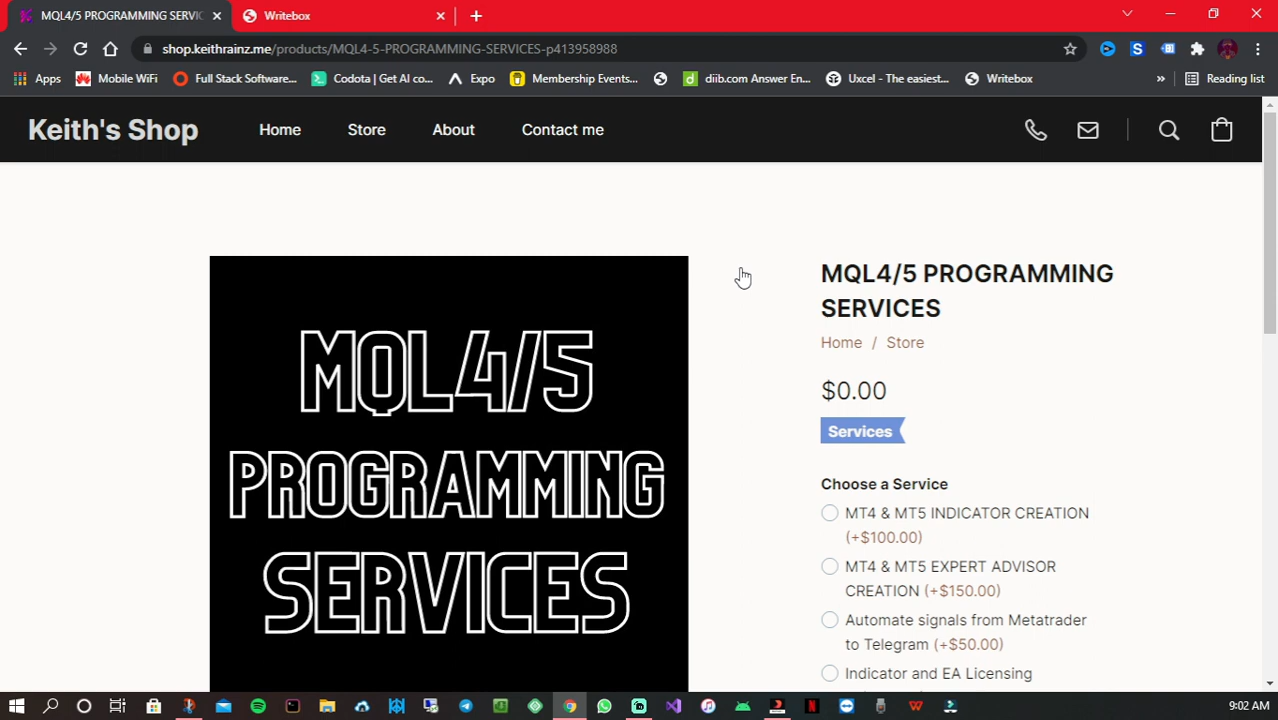 MQL4/5 PROGRAMMING SERVIC
Writebox
shop.keithrainz.me/products/MQL4-5-PROGRAMMING-SERVICES-p413958988
Apps
Mobile WiFi
Full Stack Software...
Codota | Get AI co...
Expo
Membership Events...
diib.com Answer En...
Uxcel - The easiest...
Writebox
»
Reading list
Keith's Shop
Home
Store
About
Contact me
MQL4/5
PROGRAMMING
SERVICES
MQL4/5 PROGRAMMING
SERVICES
Home / Store
$0.00
Services
Choose a Service
MT4 & MT5 INDICATOR CREATION
(+$100.00)
MT4 & MT5 EXPERT ADVISOR
CREATION (+$150.00)
Automate signals from Metatrader
to Telegram (+$50.00)
Indicator and EA Licensing
9:02 AM